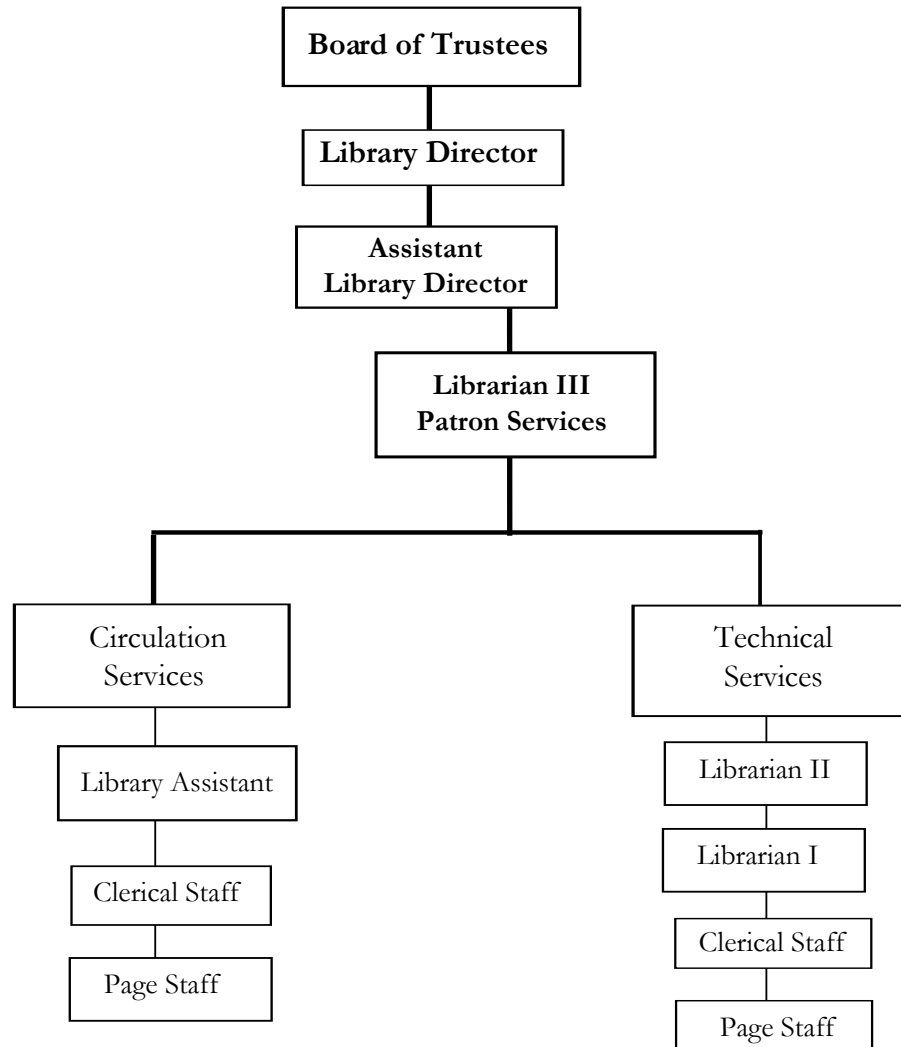 Board of Trustees
Library Director
Assistant
Library Director
Librarian III
Patron Services
Circulation
Services
Library Assistant
Clerical Staff
Page Staff
Technical
Services
Librarian II
Librarian I
Clerical Staff
Page Staff